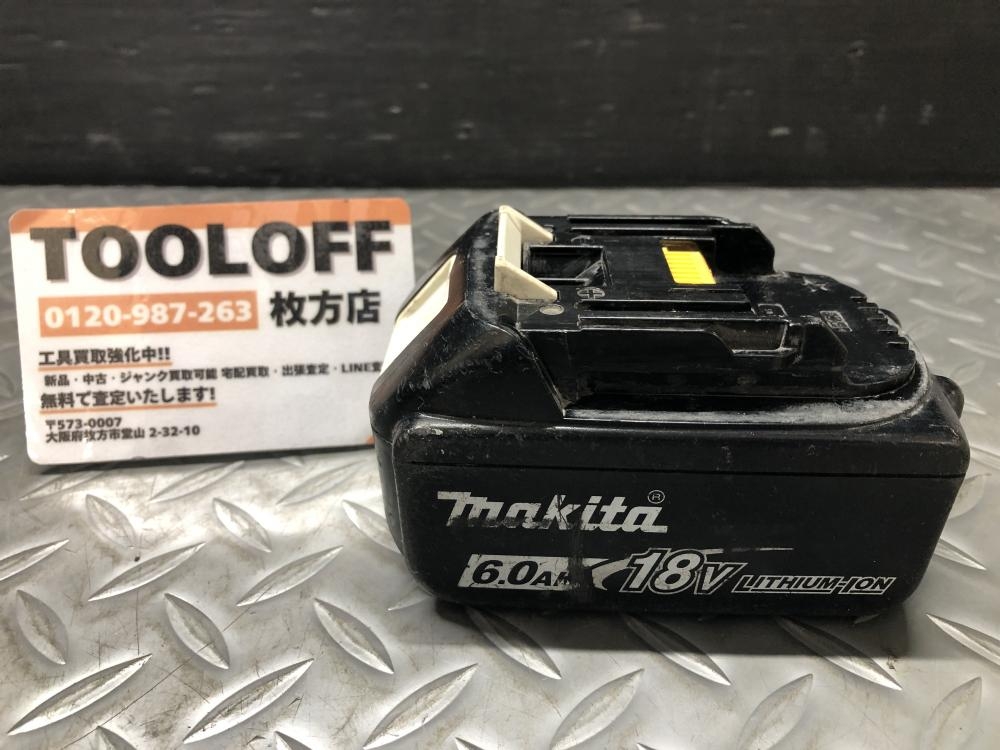 TOOLOFF
0120-987-263 枚方店
工具買取強化中!!
新品・中古・ジャンク買取可能 宅配買取・出張査定・LINE査
無料で査定いたします!
〒573-0007
大阪府枚方市堂山 2-32-10
makita®
6.0AH 18V LITHIUM-ION